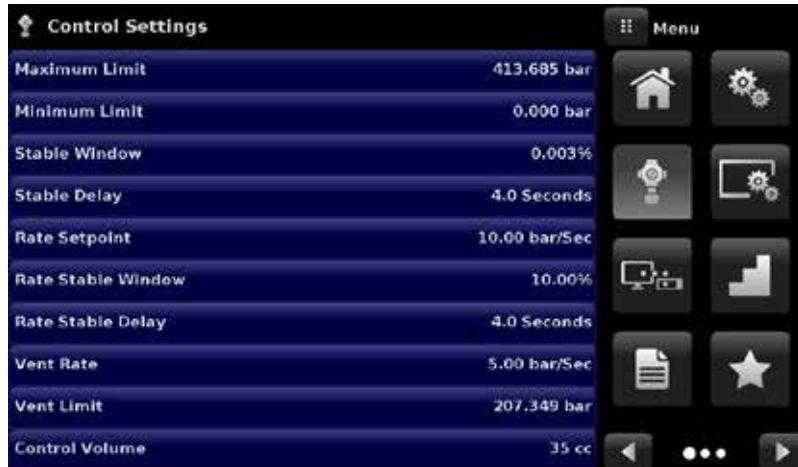 Control Settings
Menu
Maximum Limit 413.685 bar
Minimum Limit 0.000 bar
Stable Window 0.003%
Stable Delay 4.0 Seconds
Rate Setpoint 10.00 bar/Sec
Rate Stable Window 10.00%
Rate Stable Delay 4.0 Seconds
Vent Rate 5.00 bar/Sec
Vent Limit 207.349 bar
Control Volume 35 cc